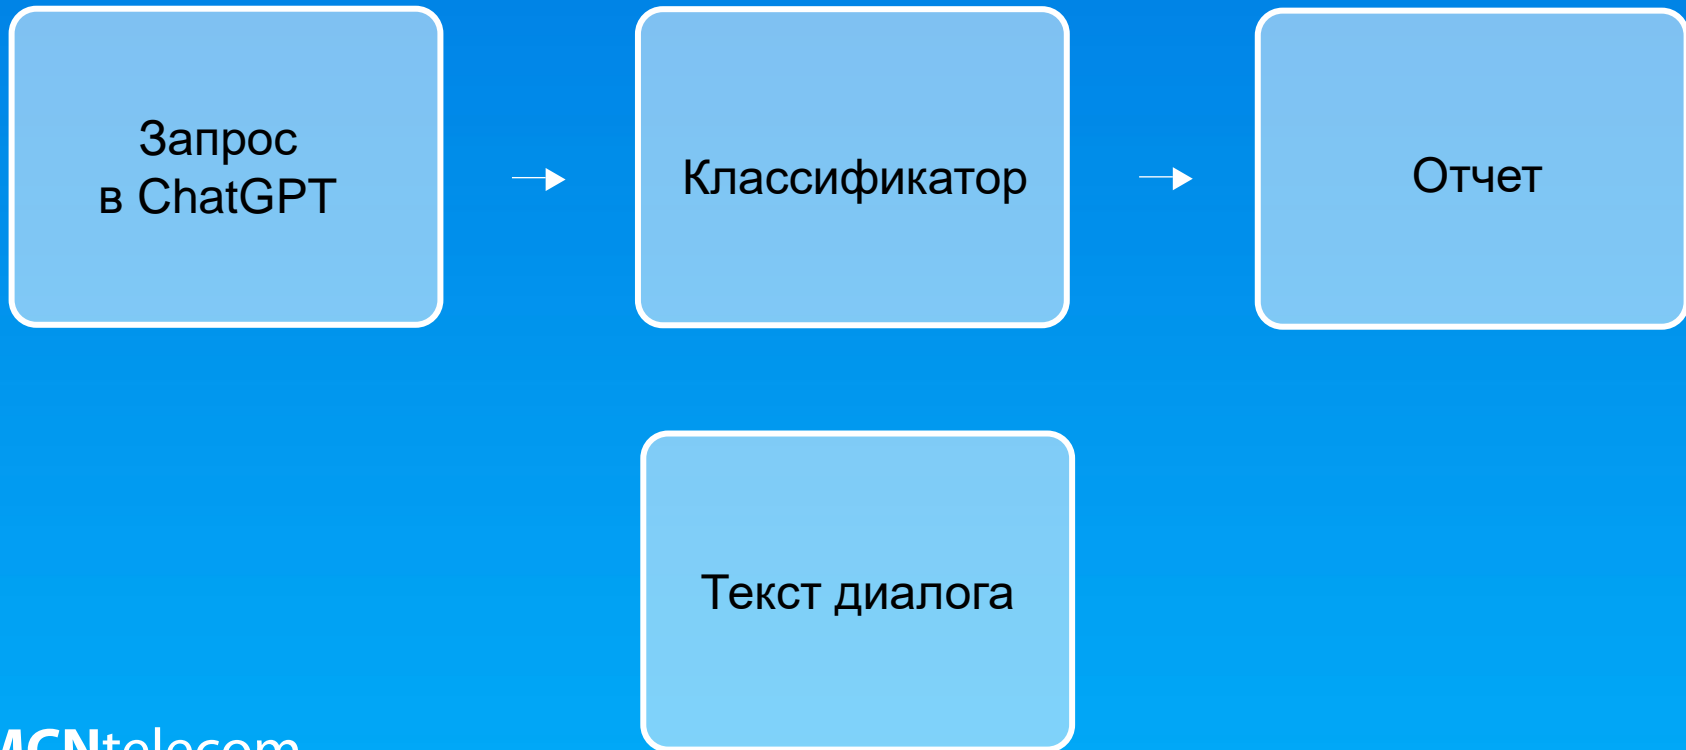 Запрос
в ChatGPT
Классификатор
Отчет
Текст диалога
MCNtelecom